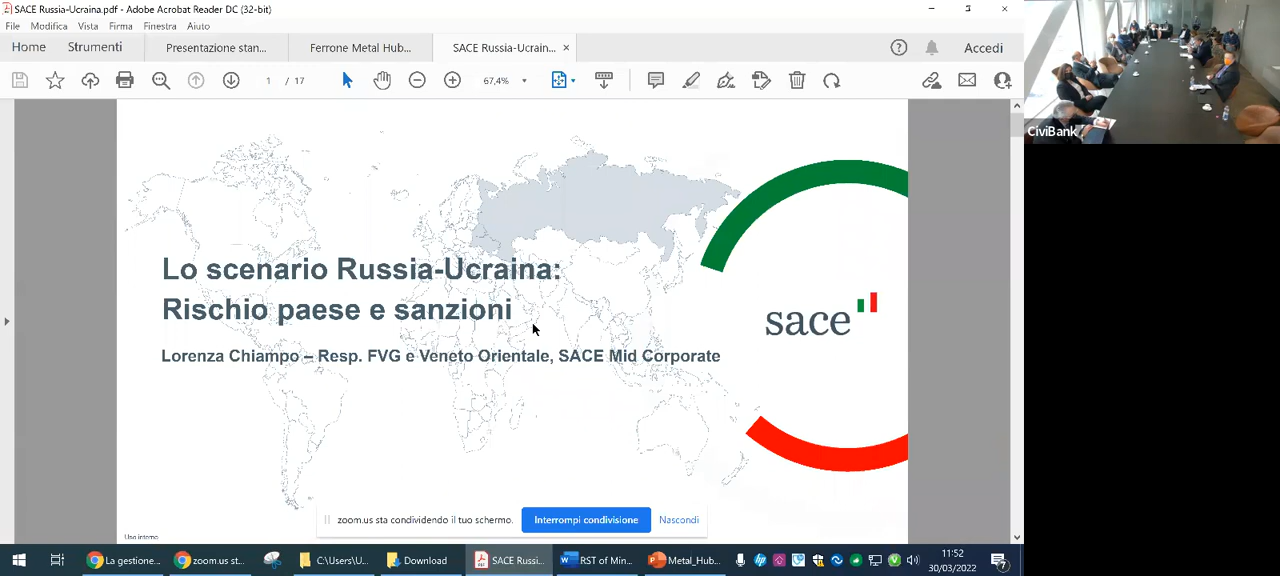 SACE Russia-Ucraina.pdf - Adobe Acrobat Reader DC (32-bit)
File Modifica Vista Firma Finestra Aiuto
Home Strumenti Presentazione stan... Ferrone Metal Hub... SACE Russia-Ucrain... × Accedi
1 / 17 67,4%
CiviBank
Lo scenario Russia-Ucraina:
Rischio paese e sanzioni
Lorenza Chiampo – Resp. FVG e Veneto Orientale, SACE Mid Corporate
sace
zoom.us sta condividendo il tuo schermo. Interrompi condivisione Nascondi
Uso interno
La gestione... zoom.us st... C:\Users\U... Download SACE Russi... RST of Min... Metal_Hub... 11:52
30/03/2022